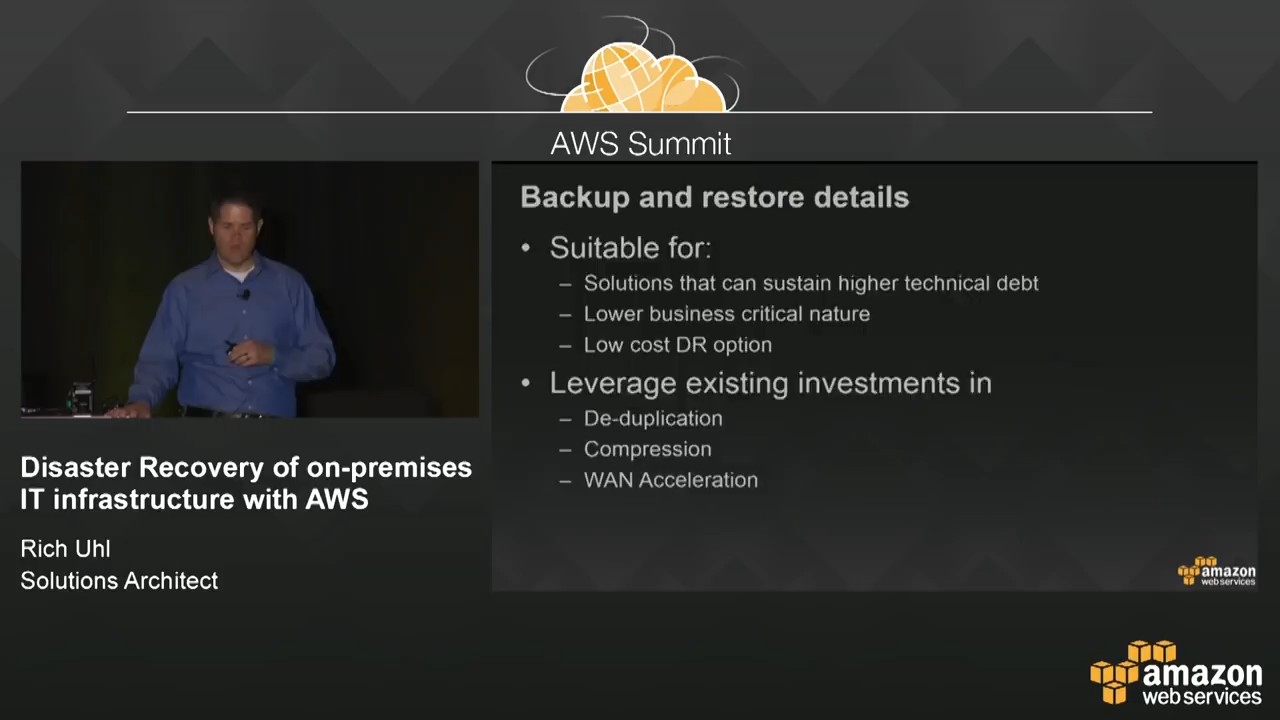 AWS Summit
Backup and restore details
• Suitable for:
– Solutions that can sustain higher technical debt
– Lower business critical nature
– Low cost DR option
• Leverage existing investments in
– De-duplication
– Compression
– WAN Acceleration
amazon
web services
Disaster Recovery of on-premises
IT infrastructure with AWS
Rich Uhl
Solutions Architect
amazon
web services